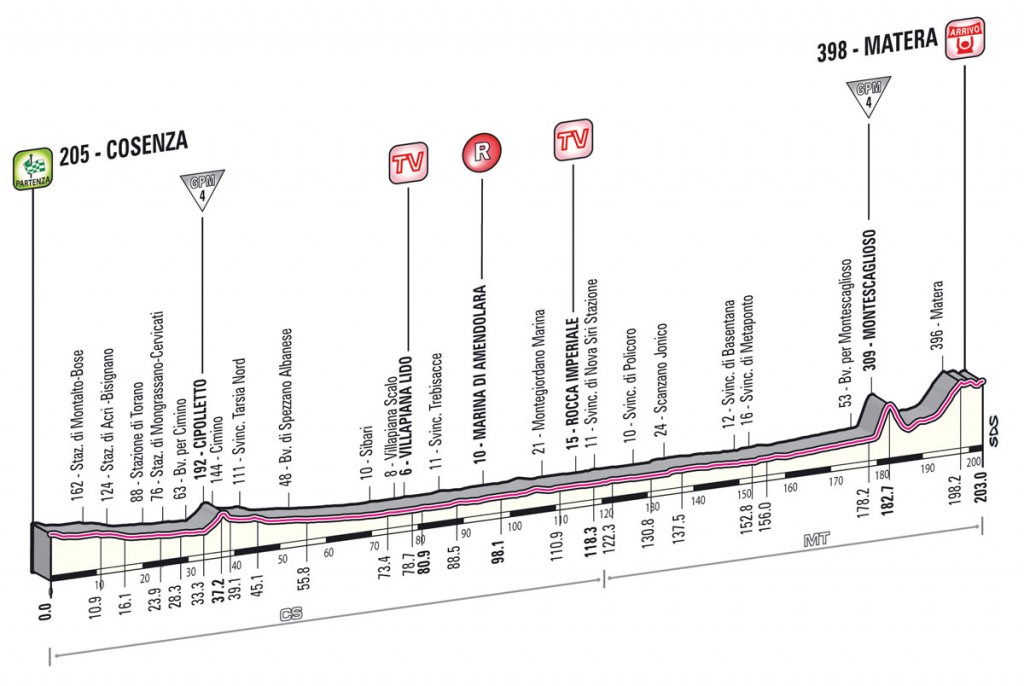 398 - MATERA
ARRIVO
GPM
4
205 - COSENZA
PARTENZA
GPM
4
TV
R
TV
162 - Staz. di Montalto-Bose
124 - Staz. di Acri -Bisignano
88 - Stazione di Torano
76 - Staz. di Mongrassano-Cervicati
63 - Bv. per Cimino
192 - CIPOLLETTO
144 - Cimino
111 - Svinc. Tarsia Nord
48 - Bv. di Spezzano Albanese
10 - Sibari
8 - Villapiana Scalo
6 - VILLAPIANA LIDO
11 - Svinc. Trebisacce
10 - MARINA DI AMENDOLARA
21 - Montegiordano Marina
15 - ROCCA IMPERIALE
11 - Svinc. di Nova Siri Stazione
10 - Svinc. di Policoro
24 - Scanzano Jonico
12 - Svinc. di Basentana
16 - Svinc. di Metaponto
53 - Bv. per Montescaglioso
309 - MONTESCAGLIOSO
396 - Matera
SDS
0
10
20
30
40
50
60
70
80
90
100
110
120
130
140
150
160
170
180
190
200
0.0
10.9
16.1
23.9
28.3
33.3
37.2
39.1
45.1
55.8
73.4
78.7
80.9
88.5
98.1
110.9
118.3
122.3
130.8
137.5
152.8
156.0
178.2
182.7
198.2
203.0
CS
MT